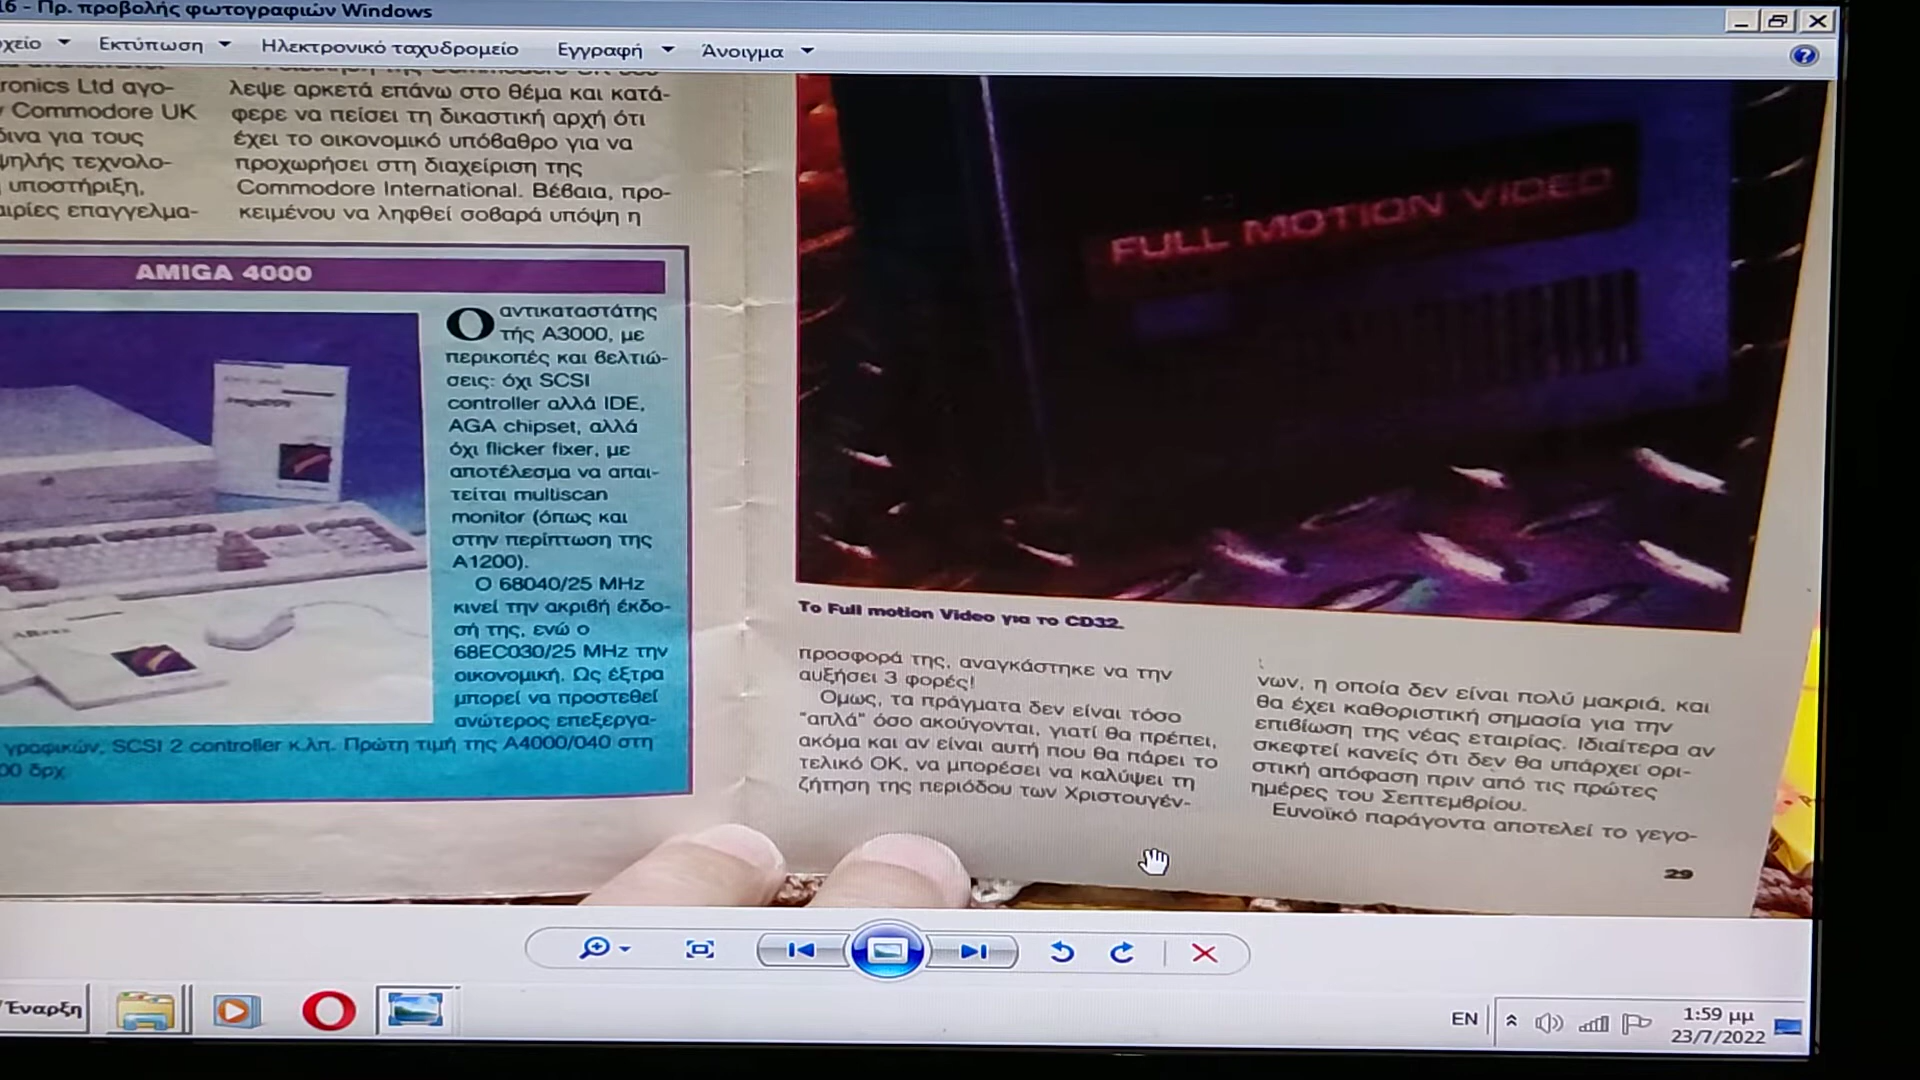 16 - Πρ. προβολής φωτογραφιών Windows
χείο Εκτύπωση Ηλεκτρονικό ταχυδρομείο Εγγραφή Άνοιγμα
ronics Ltd αγο-
Commodore UK
δινα για τους
ψηλής τεχνολο-
υποστήριξη,
αιρίες επαγγελμα-
λεψε αρκετά επάνω στο θέμα και κατά-
φερε να πείσει τη δικαστική αρχή ότι
έχει το οικονομικό υπόβαθρο για να
προχωρήσει στη διαχείριση της
Commodore International. Βέβαια, προ-
κειμένου να ληφθεί σοβαρά υπόψη η
AMIGA 4000
Ο αντικαταστάτης
τής Α3000, με
περικοπές και βελτιώ-
σεις: όχι SCSI
controller αλλά IDE,
AGA chipset, αλλά
όχι flicker fixer, με
αποτέλεσμα να απαι-
τείται multiscan
monitor (όπως και
στην περίπτωση της
A1200).
Ο 68040/25 MHz
κινεί την ακριβή έκδο-
σή της, ενώ ο
68EC030/25 MHz την
οικονομική. Ως έξτρα
μπορεί να προστεθεί
ανώτερος επεξεργα-
γραφικών, SCSI 2 controller κ.λπ. Πρώτη τιμή της A4000/040 στη
00 δρχ
FULL MOTION VIDEO
Το Full motion Video για το CD32.
προσφορά της, αναγκάστηκε να την
αυξήσει 3 φορές!
Ομως, τα πράγματα δεν είναι τόσο
"απλά" όσο ακούγονται, γιατί θα πρέπει,
ακόμα και αν είναι αυτή που θα πάρει το
τελικό ΟΚ, να μπορέσει να καλύψει τη
ζήτηση της περιόδου των Χριστουγέν-
νων, η οποία δεν είναι πολύ μακριά, και
θα έχει καθοριστική σημασία για την
επιβίωση της νέας εταιρίας. Ιδιαίτερα αν
σκεφτεί κανείς ότι δεν θα υπάρχει ορι-
στική απόφαση πριν από τις πρώτες
ημέρες του Σεπτεμβρίου.
Ευνοϊκό παράγοντα αποτελεί το γεγο-
29
Έναρξη
EN
1:59 μμ
23/7/2022